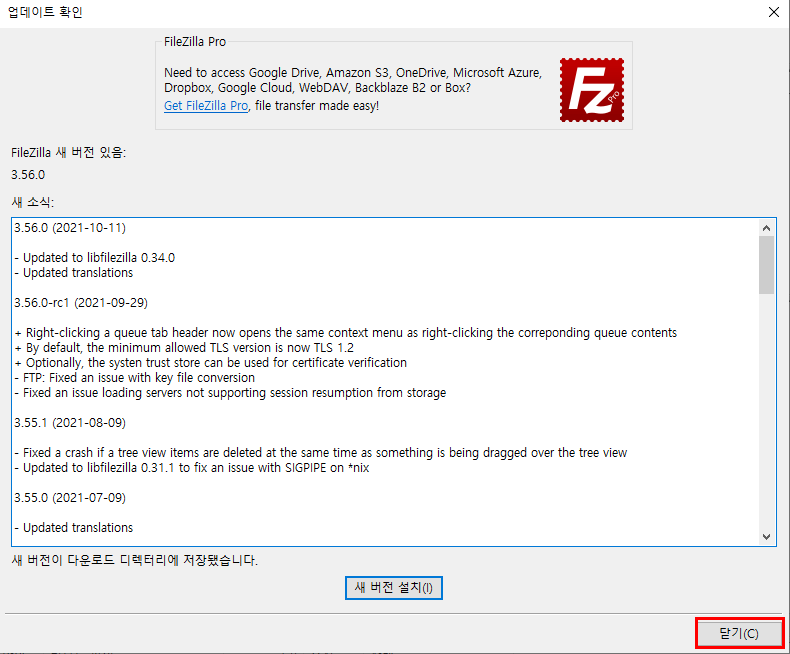 업데이트 확인
FileZilla Pro
Need to access Google Drive, Amazon S3, OneDrive, Microsoft Azure,
Dropbox, Google Cloud, WebDAV, Backblaze B2 or Box?
Get FileZilla Pro, file transfer made easy!
Fz Pro
FileZilla 새 버전 있음:
3.56.0
새 소식:
3.56.0 (2021-10-11)
- Updated to libfilezilla 0.34.0
- Updated translations
3.56.0-rc1 (2021-09-29)
+ Right-clicking a queue tab header now opens the same context menu as right-clicking the correponding queue contents
+ By default, the minimum allowed TLS version is now TLS 1.2
+ Optionally, the systen trust store can be used for certificate verification
- FTP: Fixed an issue with key file conversion
- Fixed an issue loading servers not supporting session resumption from storage
3.55.1 (2021-08-09)
- Fixed a crash if a tree view items are deleted at the same time as something is being dragged over the tree view
- Updated to libfilezilla 0.31.1 to fix an issue with SIGPIPE on *nix
3.55.0 (2021-07-09)
- Updated translations
새 버전이 다운로드 디렉터리에 저장됐습니다.
새 버전 설치(I)
닫기(C)